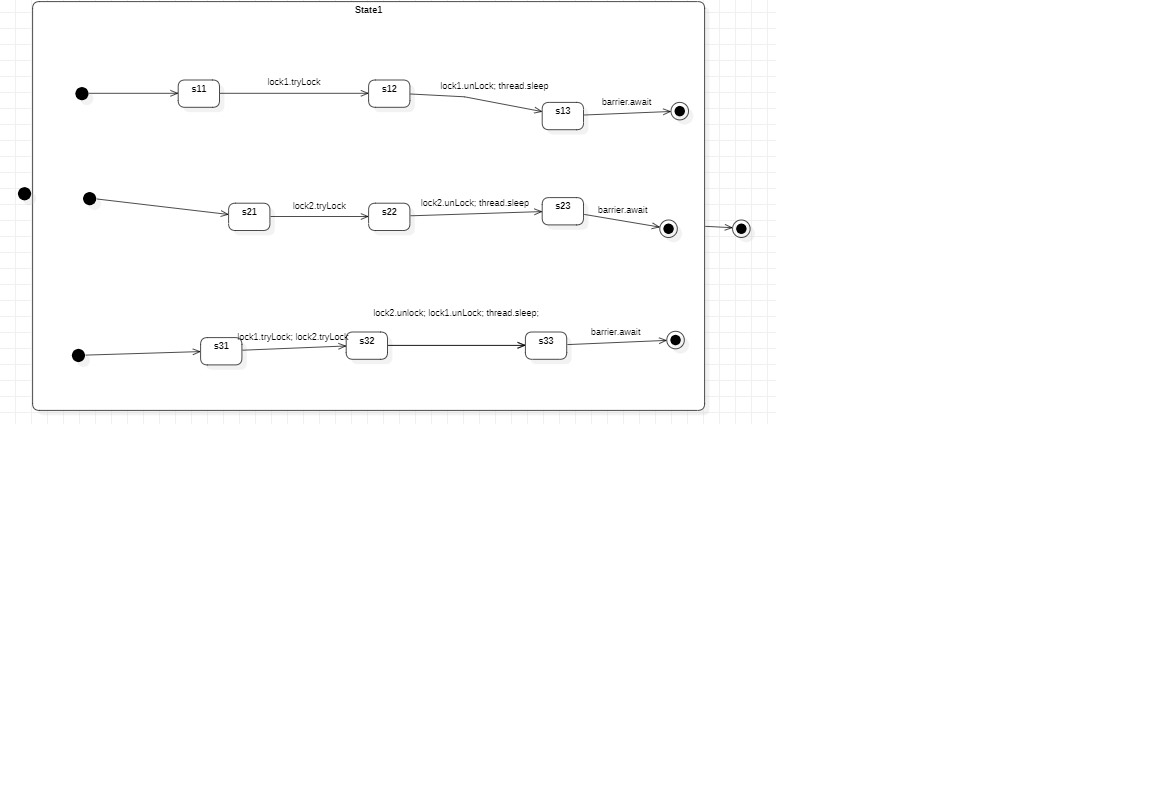 State1
s11
lock1.tryLock
s12
lock1.unLock; thread.sleep
s13
barrier.await
s21
lock2.tryLock
s22
lock2.unLock; thread.sleep
s23
barrier.await
lock2.unlock; lock1.unLock; thread.sleep;
s31
lock1.tryLock; lock2.tryLock
s32
s33
barrier.await